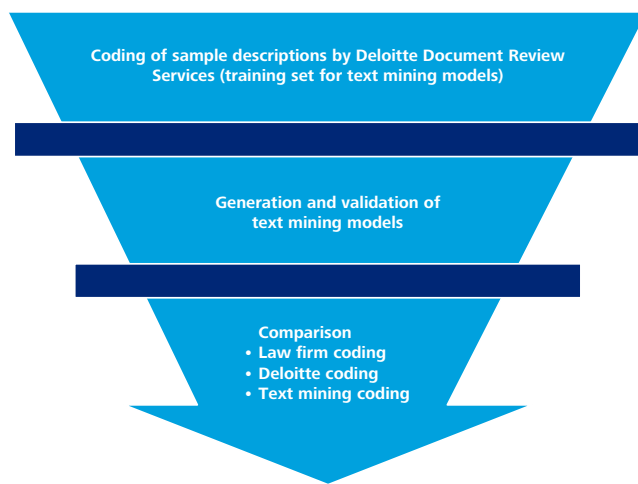 Coding of sample descriptions by Deloitte Document Review
Services (training set for text mining models)
Generation and validation of
text mining models
Comparison
• Law firm coding
• Deloitte coding
• Text mining coding